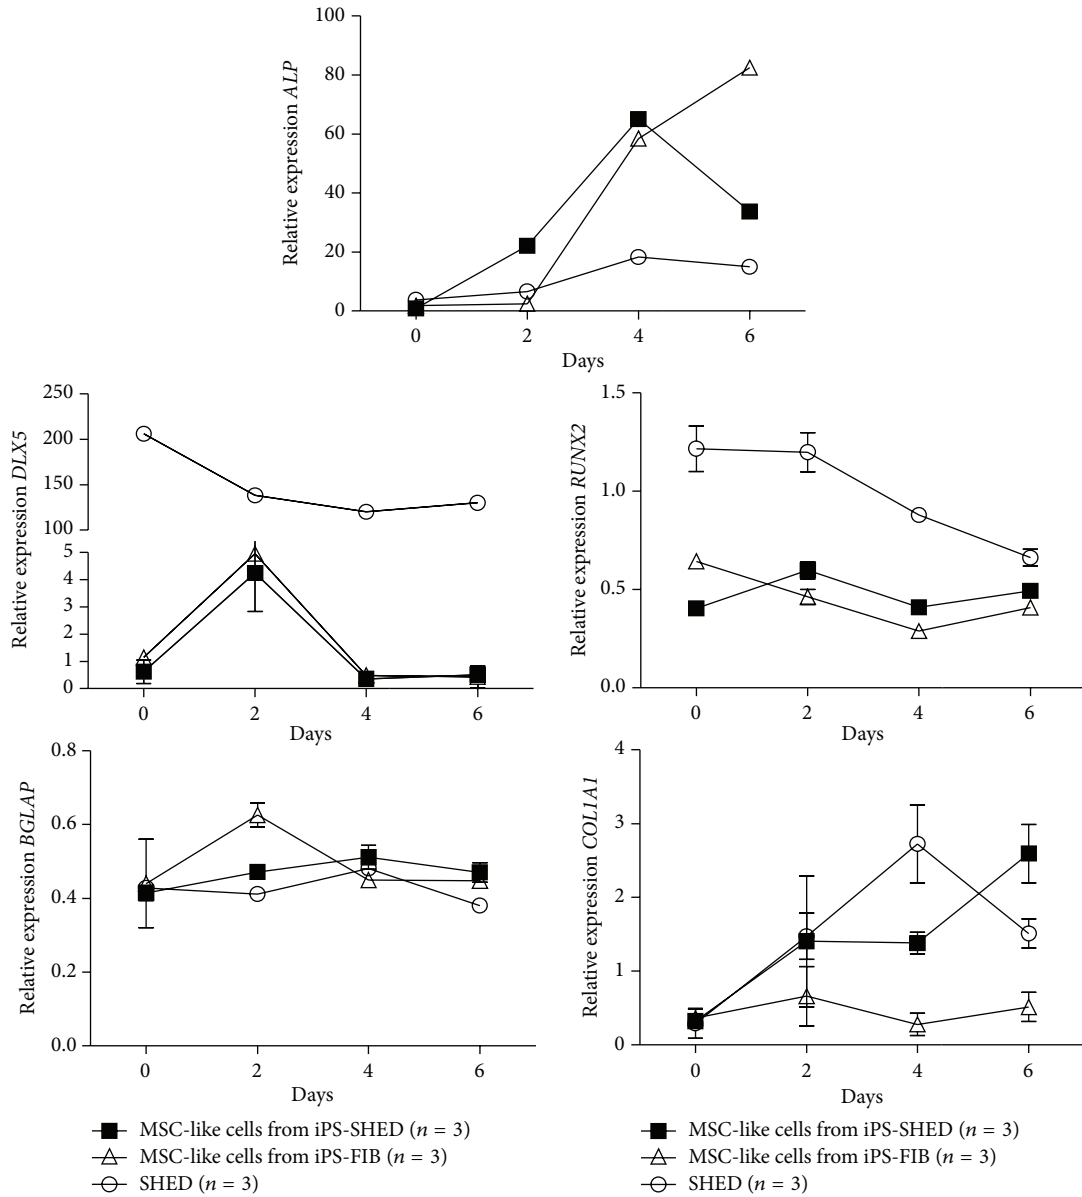 100
80
60
40
20
0
Relative expression ALP
0 2 4 6
Days
250
200
150
100
5
4
3
2
1
0
Relative expression DLX5
0 2 4 6
Days
1.5
1.0
0.5
0.0
Relative expression RUNX2
0 2 4 6
Days
0.8
0.6
0.4
0.2
0.0
Relative expression BGLAP
0 2 4 6
Days
4
3
2
1
0
Relative expression COL1A1
0 2 4 6
Days
MSC-like cells from iPS-SHED (n = 3)
MSC-like cells from iPS-FIB (n = 3)
SHED (n = 3)
MSC-like cells from iPS-SHED (n = 3)
MSC-like cells from iPS-FIB (n = 3)
SHED (n = 3)